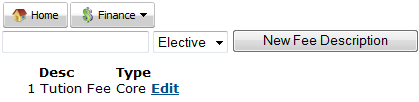 Home Finance
Elective New Fee Description
Desc Type
1 Tution Fee Core Edit